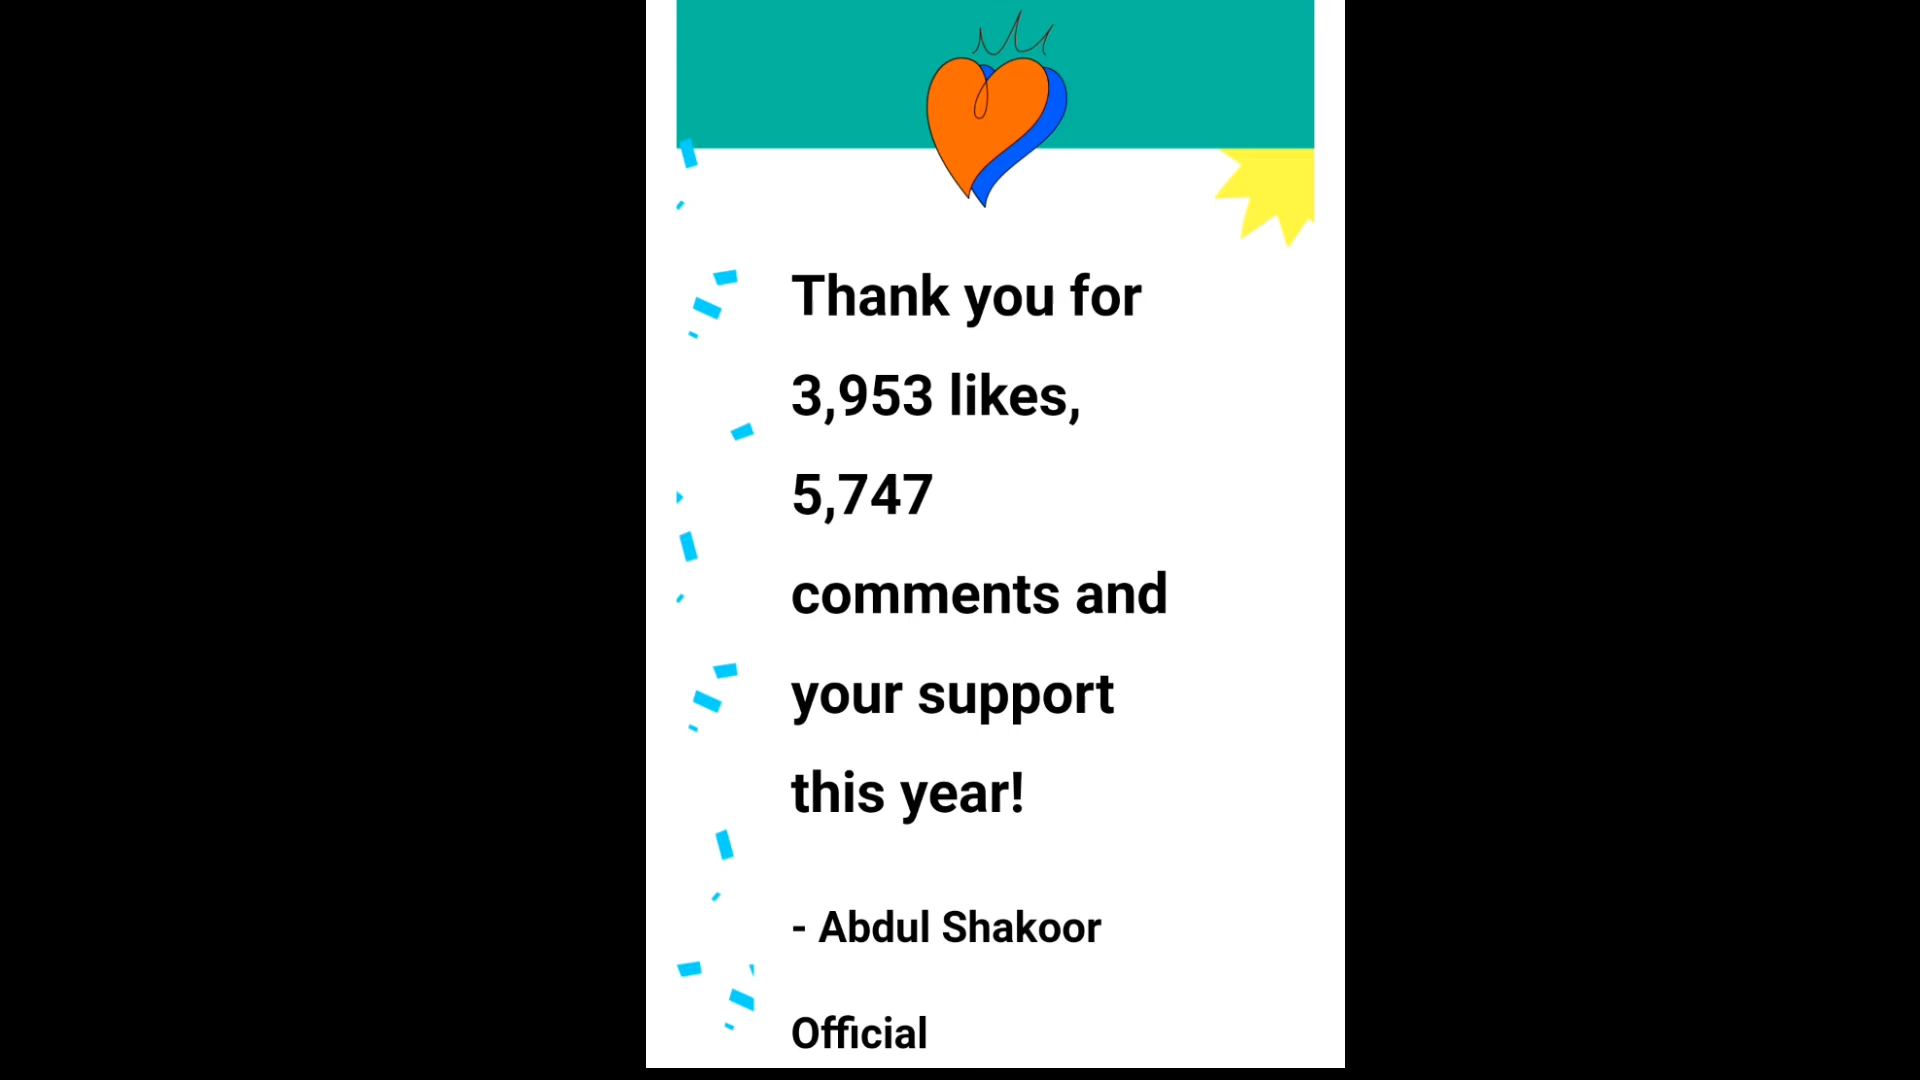 Thank you for
3,953 likes,
5,747
comments and
your support
this year!
- Abdul Shakoor
Official